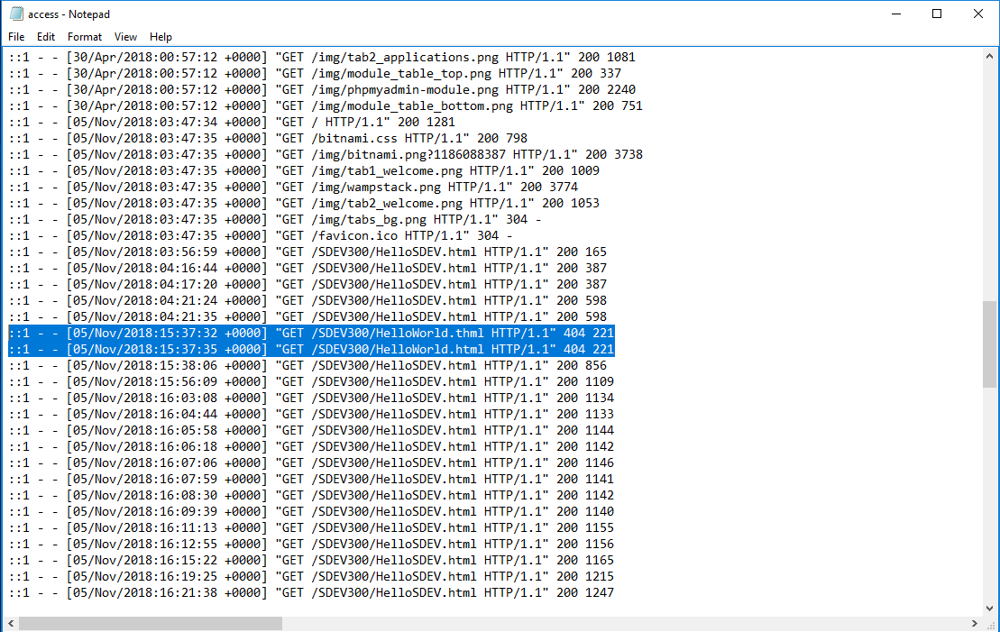 access - Notepad
File Edit Format View Help
::1 - - [30/Apr/2018:00:57:12 +0000] "GET /img/tab2_applications.png HTTP/1.1" 200 1081
::1 - - [30/Apr/2018:00:57:12 +0000] "GET /img/module_table_top.png HTTP/1.1" 200 337
::1 - - [30/Apr/2018:00:57:12 +0000] "GET /img/phpmyadmin-module.png HTTP/1.1" 200 2240
::1 - - [30/Apr/2018:00:57:12 +0000] "GET /img/module_table_bottom.png HTTP/1.1" 200 751
::1 - - [05/Nov/2018:03:47:34 +0000] "GET / HTTP/1.1" 200 1281
::1 - - [05/Nov/2018:03:47:35 +0000] "GET /bitnami.css HTTP/1.1" 200 798
::1 - - [05/Nov/2018:03:47:35 +0000] "GET /img/bitnami.png?1186088387 HTTP/1.1" 200 3738
::1 - - [05/Nov/2018:03:47:35 +0000] "GET /img/tab1_welcome.png HTTP/1.1" 200 1009
::1 - - [05/Nov/2018:03:47:35 +0000] "GET /img/wampstack.png HTTP/1.1" 200 3774
::1 - - [05/Nov/2018:03:47:35 +0000] "GET /img/tab2_welcome.png HTTP/1.1" 200 1053
::1 - - [05/Nov/2018:03:47:35 +0000] "GET /img/tabs_bg.png HTTP/1.1" 304 -
::1 - - [05/Nov/2018:03:47:35 +0000] "GET /favicon.ico HTTP/1.1" 304 -
::1 - - [05/Nov/2018:03:56:59 +0000] "GET /SDEV300/HelloSDEV.html HTTP/1.1" 200 165
::1 - - [05/Nov/2018:04:16:44 +0000] "GET /SDEV300/HelloSDEV.html HTTP/1.1" 200 387
::1 - - [05/Nov/2018:04:17:20 +0000] "GET /SDEV300/HelloSDEV.html HTTP/1.1" 200 387
::1 - - [05/Nov/2018:04:21:24 +0000] "GET /SDEV300/HelloSDEV.html HTTP/1.1" 200 598
::1 - - [05/Nov/2018:04:21:35 +0000] "GET /SDEV300/HelloSDEV.html HTTP/1.1" 200 598
::1 - - [05/Nov/2018:15:37:32 +0000] "GET /SDEV300/HelloWorld.thml HTTP/1.1" 404 221
::1 - - [05/Nov/2018:15:37:35 +0000] "GET /SDEV300/HelloWorld.html HTTP/1.1" 404 221
::1 - - [05/Nov/2018:15:38:06 +0000] "GET /SDEV300/HelloSDEV.html HTTP/1.1" 200 856
::1 - - [05/Nov/2018:15:56:09 +0000] "GET /SDEV300/HelloSDEV.html HTTP/1.1" 200 1109
::1 - - [05/Nov/2018:16:03:08 +0000] "GET /SDEV300/HelloSDEV.html HTTP/1.1" 200 1134
::1 - - [05/Nov/2018:16:04:44 +0000] "GET /SDEV300/HelloSDEV.html HTTP/1.1" 200 1133
::1 - - [05/Nov/2018:16:05:58 +0000] "GET /SDEV300/HelloSDEV.html HTTP/1.1" 200 1144
::1 - - [05/Nov/2018:16:06:18 +0000] "GET /SDEV300/HelloSDEV.html HTTP/1.1" 200 1142
::1 - - [05/Nov/2018:16:07:06 +0000] "GET /SDEV300/HelloSDEV.html HTTP/1.1" 200 1146
::1 - - [05/Nov/2018:16:07:59 +0000] "GET /SDEV300/HelloSDEV.html HTTP/1.1" 200 1141
::1 - - [05/Nov/2018:16:08:30 +0000] "GET /SDEV300/HelloSDEV.html HTTP/1.1" 200 1142
::1 - - [05/Nov/2018:16:09:39 +0000] "GET /SDEV300/HelloSDEV.html HTTP/1.1" 200 1140
::1 - - [05/Nov/2018:16:11:13 +0000] "GET /SDEV300/HelloSDEV.html HTTP/1.1" 200 1155
::1 - - [05/Nov/2018:16:12:55 +0000] "GET /SDEV300/HelloSDEV.html HTTP/1.1" 200 1156
::1 - - [05/Nov/2018:16:15:22 +0000] "GET /SDEV300/HelloSDEV.html HTTP/1.1" 200 1165
::1 - - [05/Nov/2018:16:19:25 +0000] "GET /SDEV300/HelloSDEV.html HTTP/1.1" 200 1215
::1 - - [05/Nov/2018:16:21:38 +0000] "GET /SDEV300/HelloSDEV.html HTTP/1.1" 200 1247